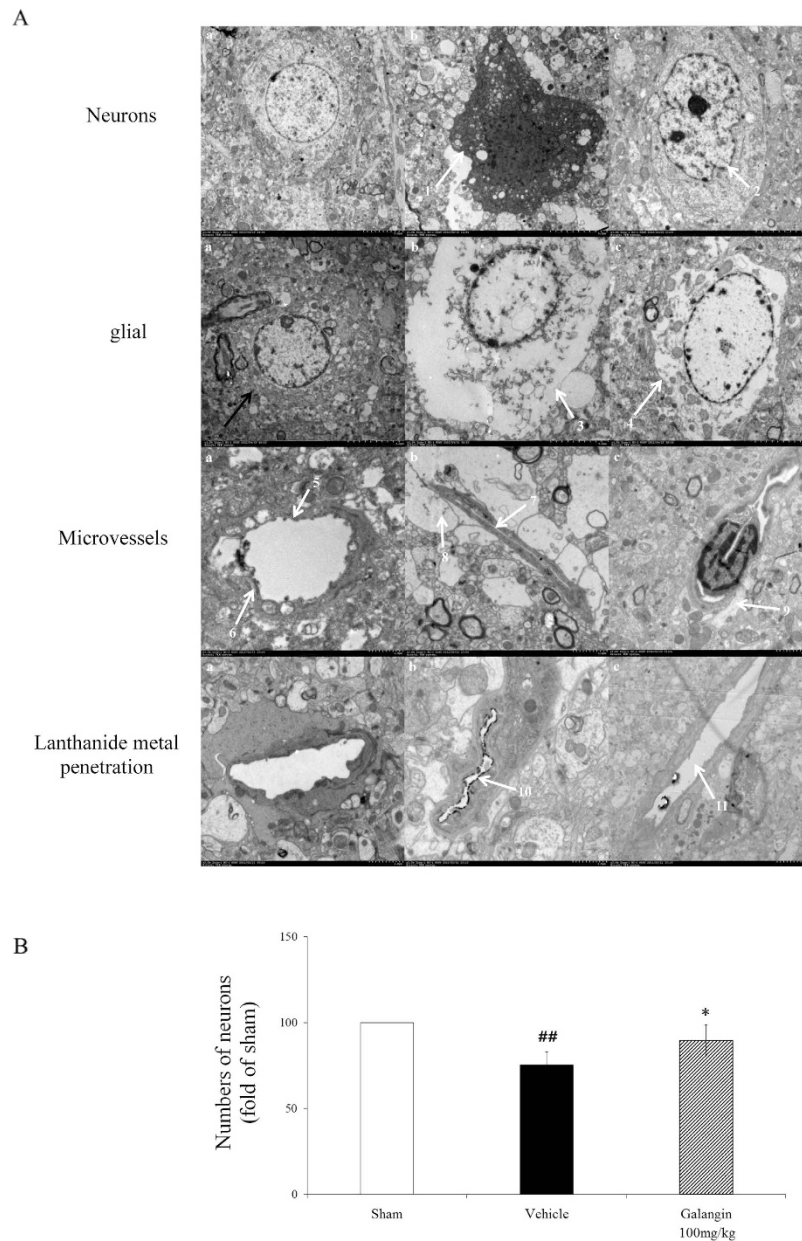 A
Neurons
a
b
c
1
2
glial
a
b
c
3
4
Microvessels
a
b
c
5
6
7
8
9
Lanthanide metal
penetration
a
b
c
10
11
B
Numbers of neurons
(fold of sham)
150
100
50
0
##
*
Sham
Vehicle
Galangin
100mg/kg